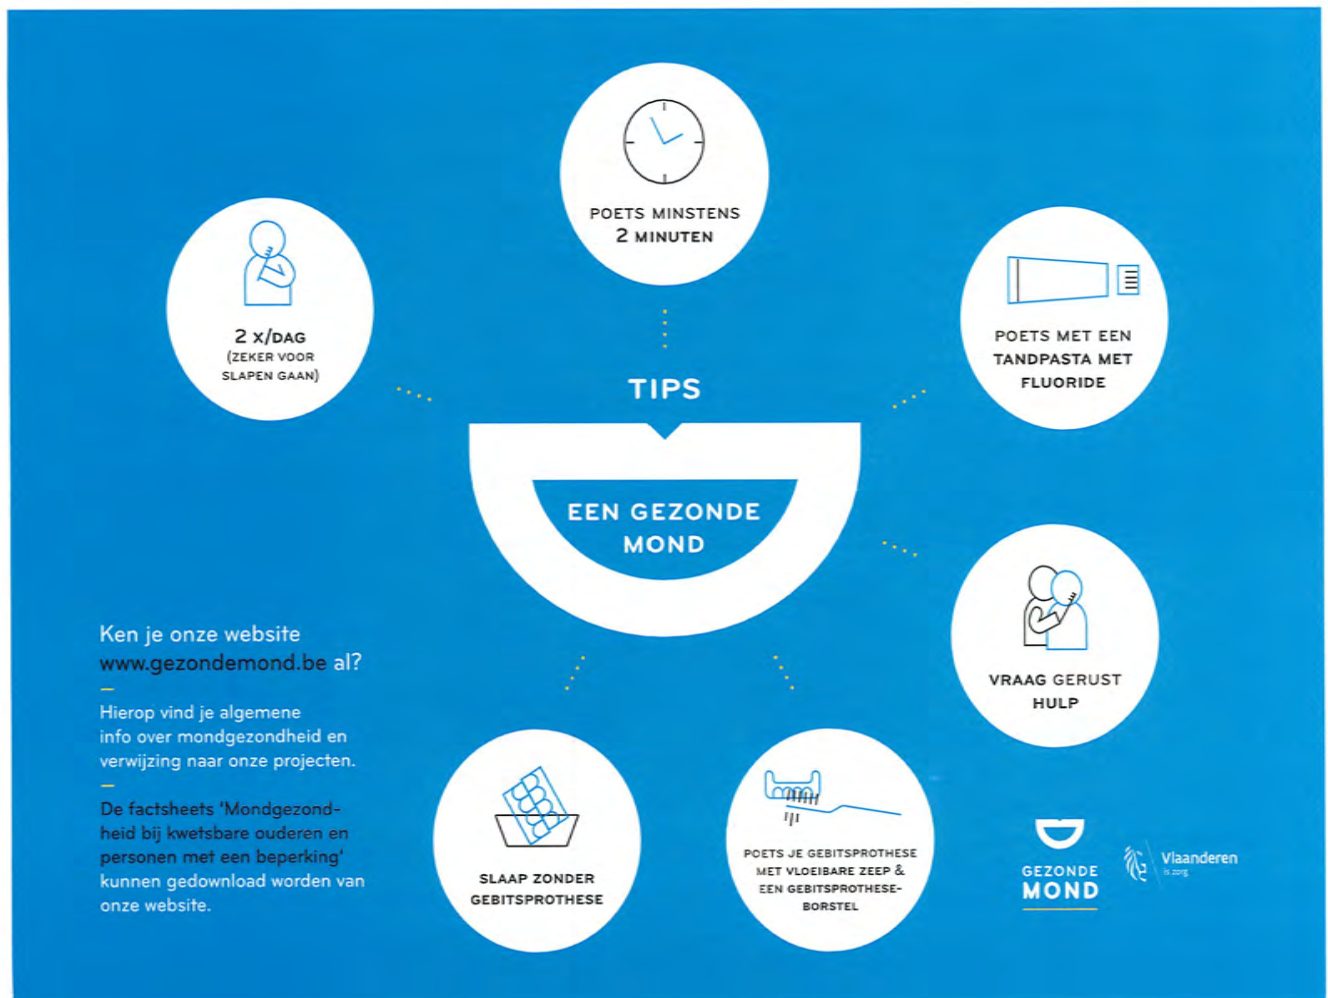 POETS MINSTENS
2 MINUTEN
2 X/DAG
(ZEKER VOOR
SLAPEN GAAN)
POETS MET EEN
TANDPASTA MET
FLUORIDE
TIPS
EEN GEZONDE
MOND
VRAAG GERUST
HULP
Ken je onze website
www.gezondemond.be al?
Hierop vind je algemene
info over mondgezondheid en
verwijzing naar onze projecten.
De factsheets 'Mondgezond-
heid bij kwetsbare ouderen en
personen met een beperking'
kunnen gedownload worden van
onze website.
SLAAP ZONDER
GEBITSPROTHESE
POETS JE GEBITSPROTHESE
MET VLOEIBARE ZEEP &
EEN GEBITSPROTHESE-
BORSTEL
GEZONDE
MOND
Vlaanderen
is zorg